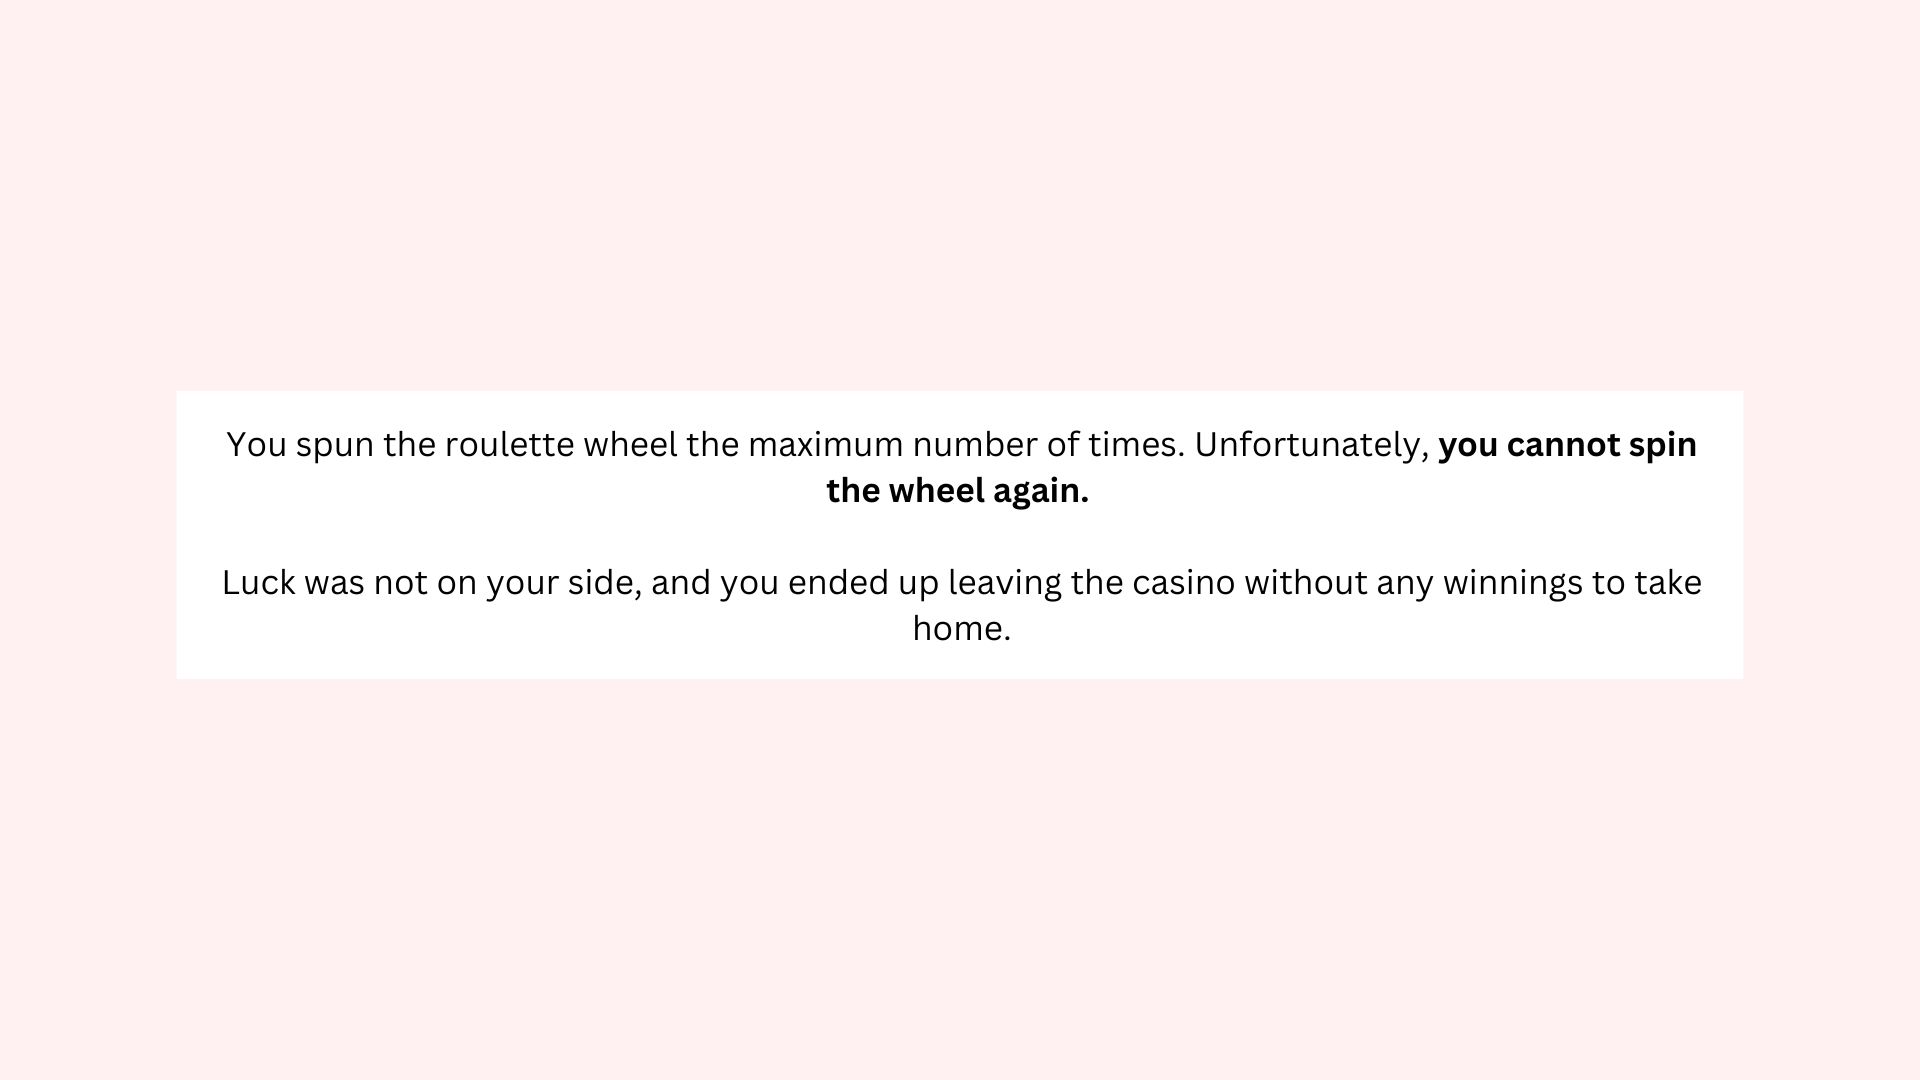 You spun the roulette wheel the maximum number of times. Unfortunately, you cannot spin
the wheel again.
Luck was not on your side, and you ended up leaving the casino without any winnings to take
home.